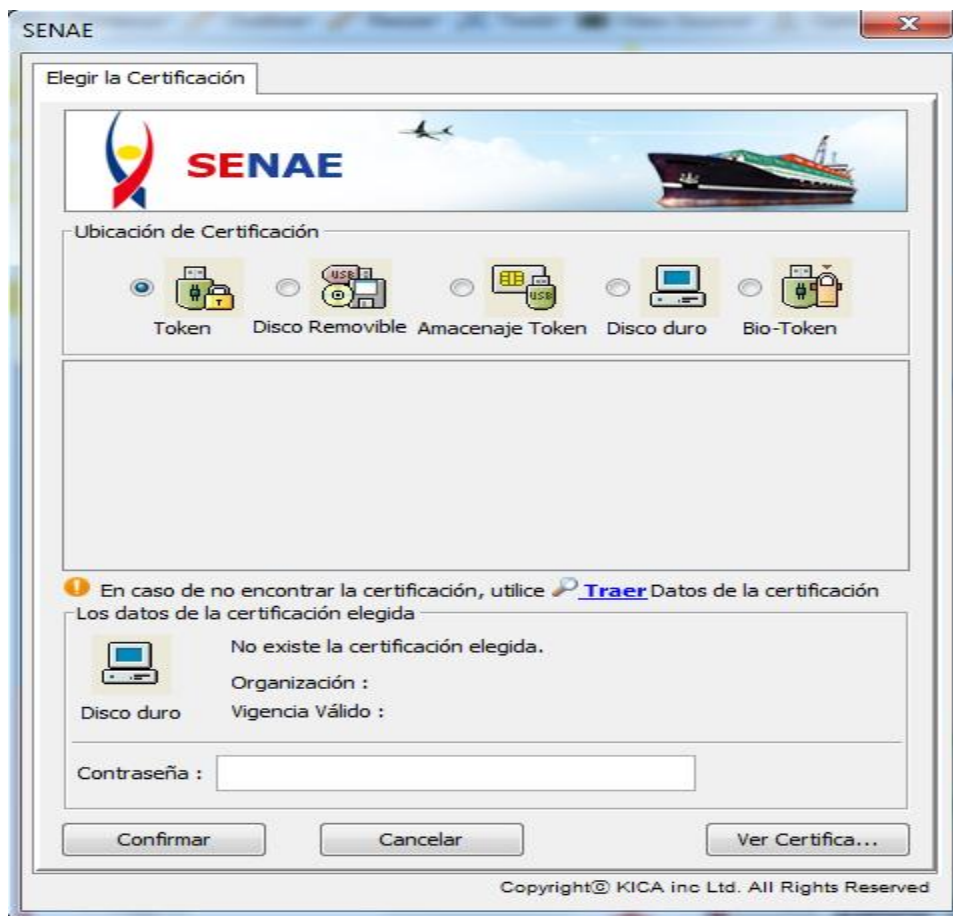 SENAE
Elegir la Certificación
SENAE
Ubicación de Certificación
Token
Disco Removible
Amacenaje Token
Disco duro
Bio-Token
En caso de no encontrar la certificación, utilice Traer Datos de la certificación
Los datos de la certificación elegida
No existe la certificación elegida.
Organización :
Disco duro
Vigencia Válido :
Contraseña :
Confirmar
Cancelar
Ver Certifica...
Copyright© KICA inc Ltd. All Rights Reserved